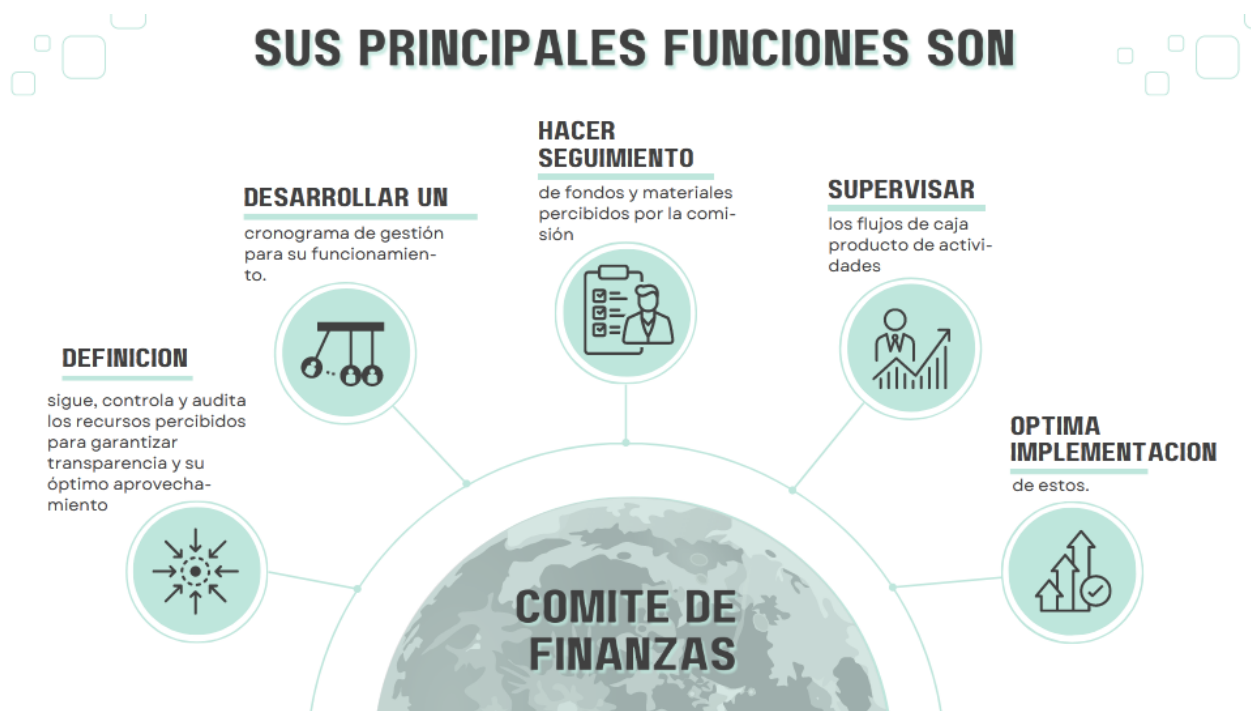 SUS PRINCIPALES FUNCIONES SON
DEFINICION
sigue, controla y audita
los recursos percibidos
para garantizar
transparencia y su
óptimo aprovecha-
miento
DESARROLLAR UN
cronograma de gestión
para su funcionamien-
to.
HACER
SEGUIMIENTO
de fondos y materiales
percibidos por la comi-
sión
SUPERVISAR
los flujos de caja
producto de activi-
dades
OPTIMA
IMPLEMENTACION
de estos.
COMITE DE
FINANZAS